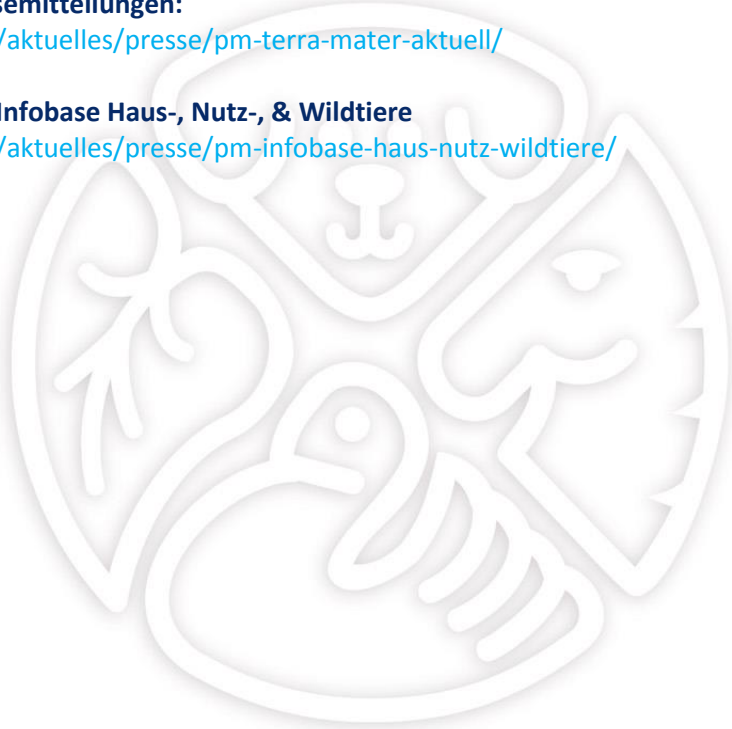 semitteilungen:
/aktuelles/presse/pm-terra-mater-aktuell/
Infobase Haus-, Nutz-, & Wildtiere
/aktuelles/presse/pm-infobase-haus-nutz-wildtiere/